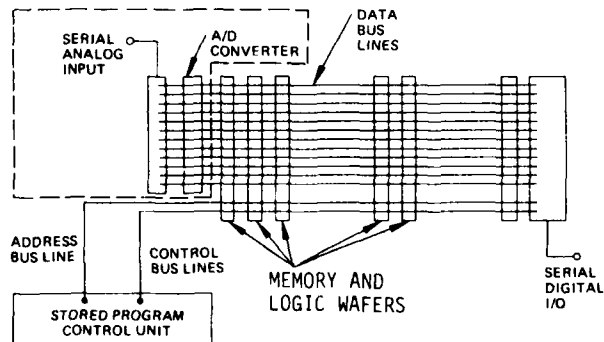 SERIAL
ANALOG
INPUT
A/D
CONVERTER
DATA
BUS
LINES
ADDRESS
BUS LINE
CONTROL
BUS LINES
MEMORY AND
LOGIC WAFERS
SERIAL
DIGITAL
I/O
STORED PROGRAM
CONTROL UNIT